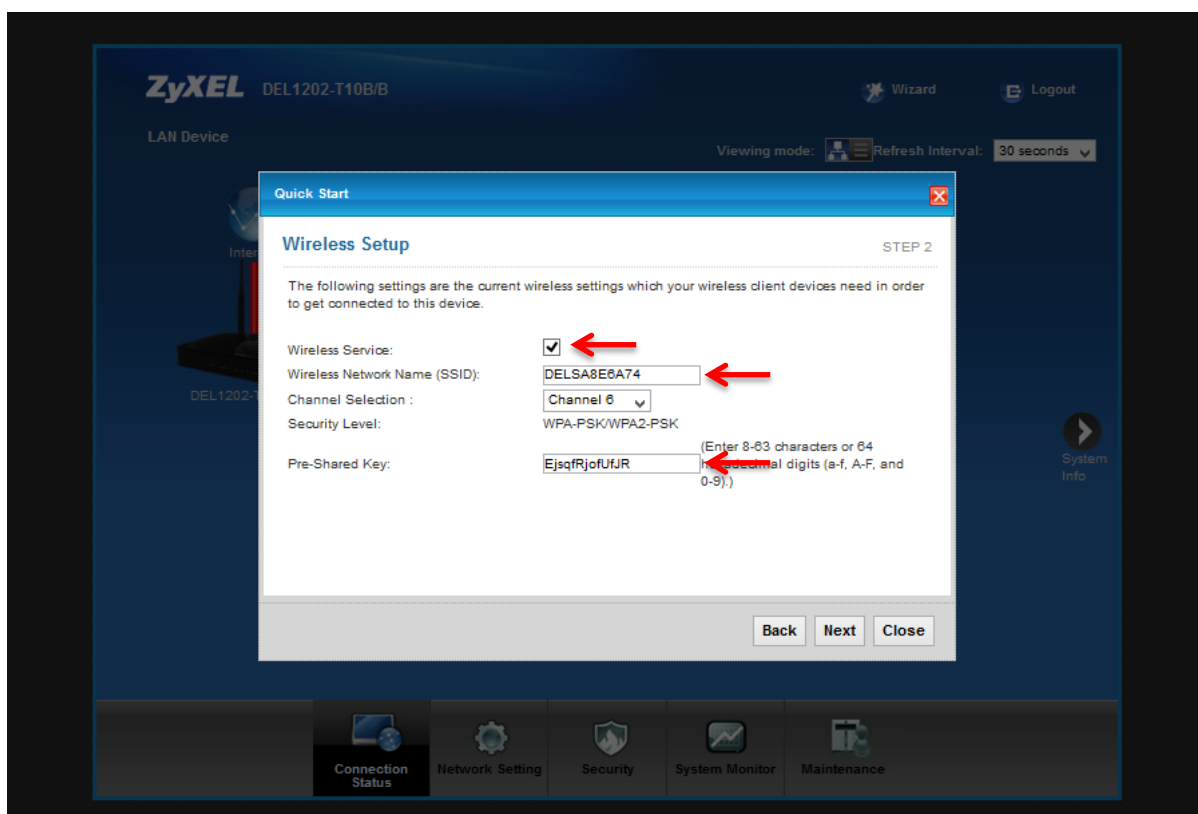 ZyXEL DEL1202-T10B/B
Wizard
Logout
LAN Device
Viewing mode:
Refresh Interval:
30 seconds
Quick Start
Wireless Setup
STEP 2
The following settings are the current wireless settings which your wireless client devices need in order
to get connected to this device.
Wireless Service:
Wireless Network Name (SSID): DELSA8E6A74
Channel Selection : Channel 6
Security Level: WPA-PSK/WPA2-PSK
Pre-Shared Key: EjsqfRjofUfJR
(Enter 8-63 characters or 64
digits (a-f, A-F, and
0-9).)
Back Next Close
DEL1202-
System
Info
Connection
Status
Network Setting
Security
System Monitor
Maintenance